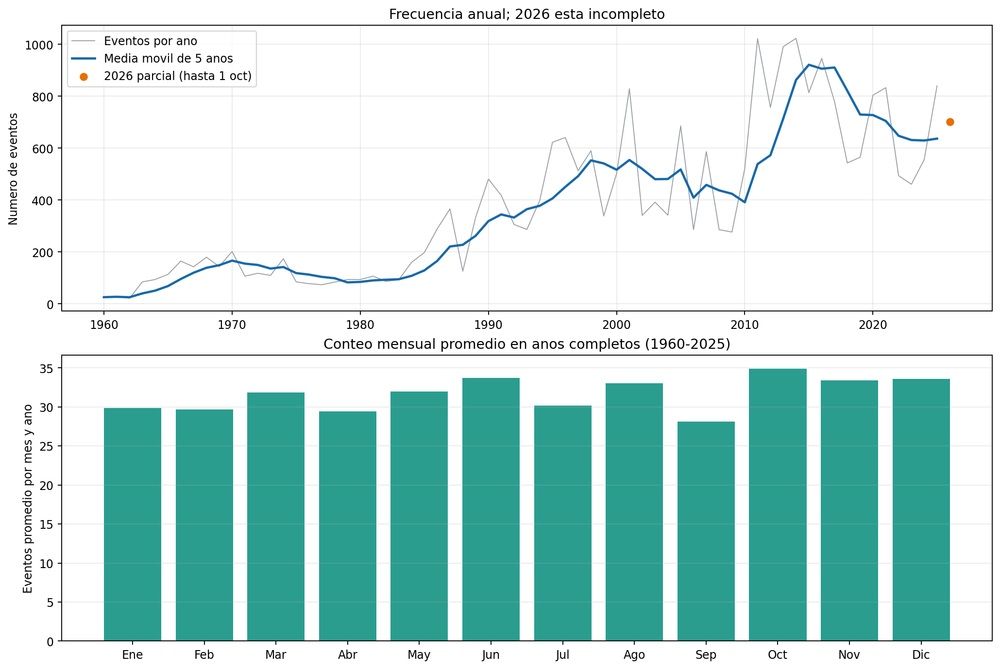 Frecuencia anual; 2026 esta incompleto
Eventos por ano
Media movil de 5 anos
2026 parcial (hasta 1 oct)
Numero de eventos
1000
800
600
400
200
0
1960 1970 1980 1990 2000 2010 2020
Conteo mensual promedio en anos completos (1960-2025)
Eventos promedio por mes y ano
35
30
25
20
15
10
5
0
Ene Feb Mar Abr May Jun Jul Ago Sep Oct Nov Dic